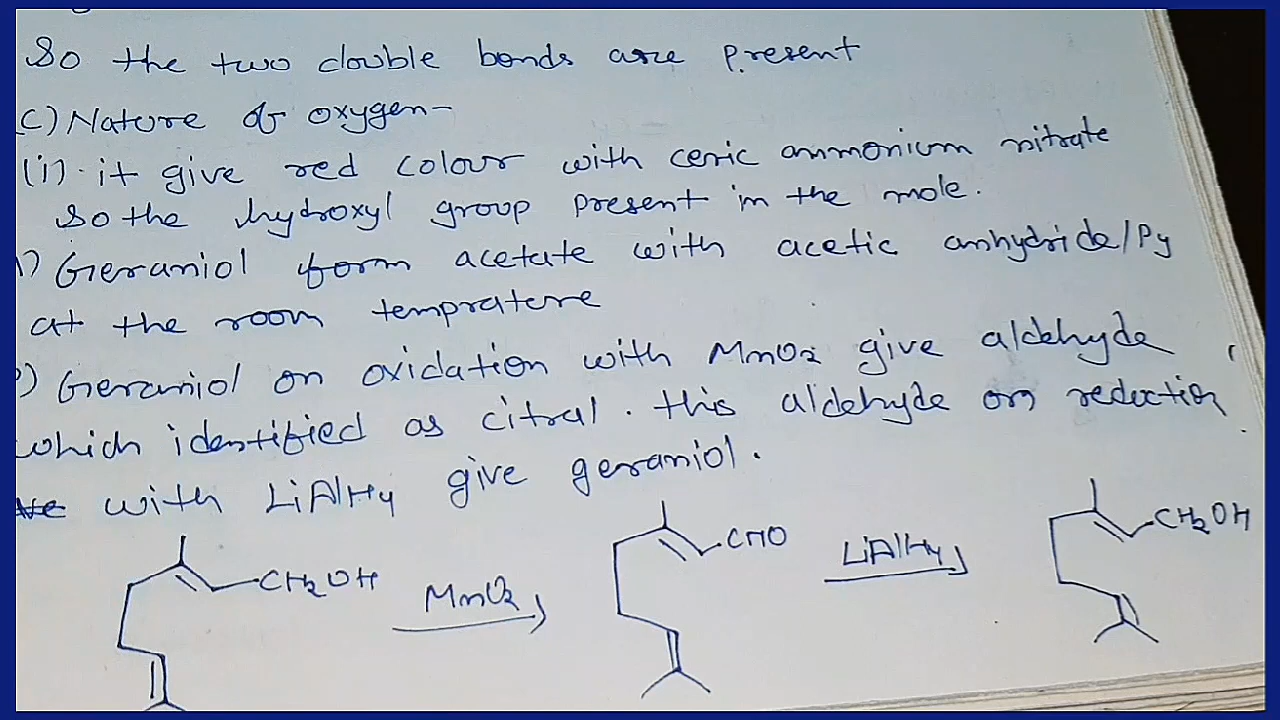 So the two double bonds are present
(C) Nature of oxygen-
(i). it give red colour with ceric ammonium nitrate
so the hydroxyl group present in the mole.
) Geraniol form acetate with acetic anhydride/Py
at the room temprature
) Geraniol on oxidation with MnO2 give aldehyde
which identified as citral. this aldehyde on reduction
with LiAlH4 give geraniol.
CH2OH MnO2 CHO LiAlH4 CH2OH